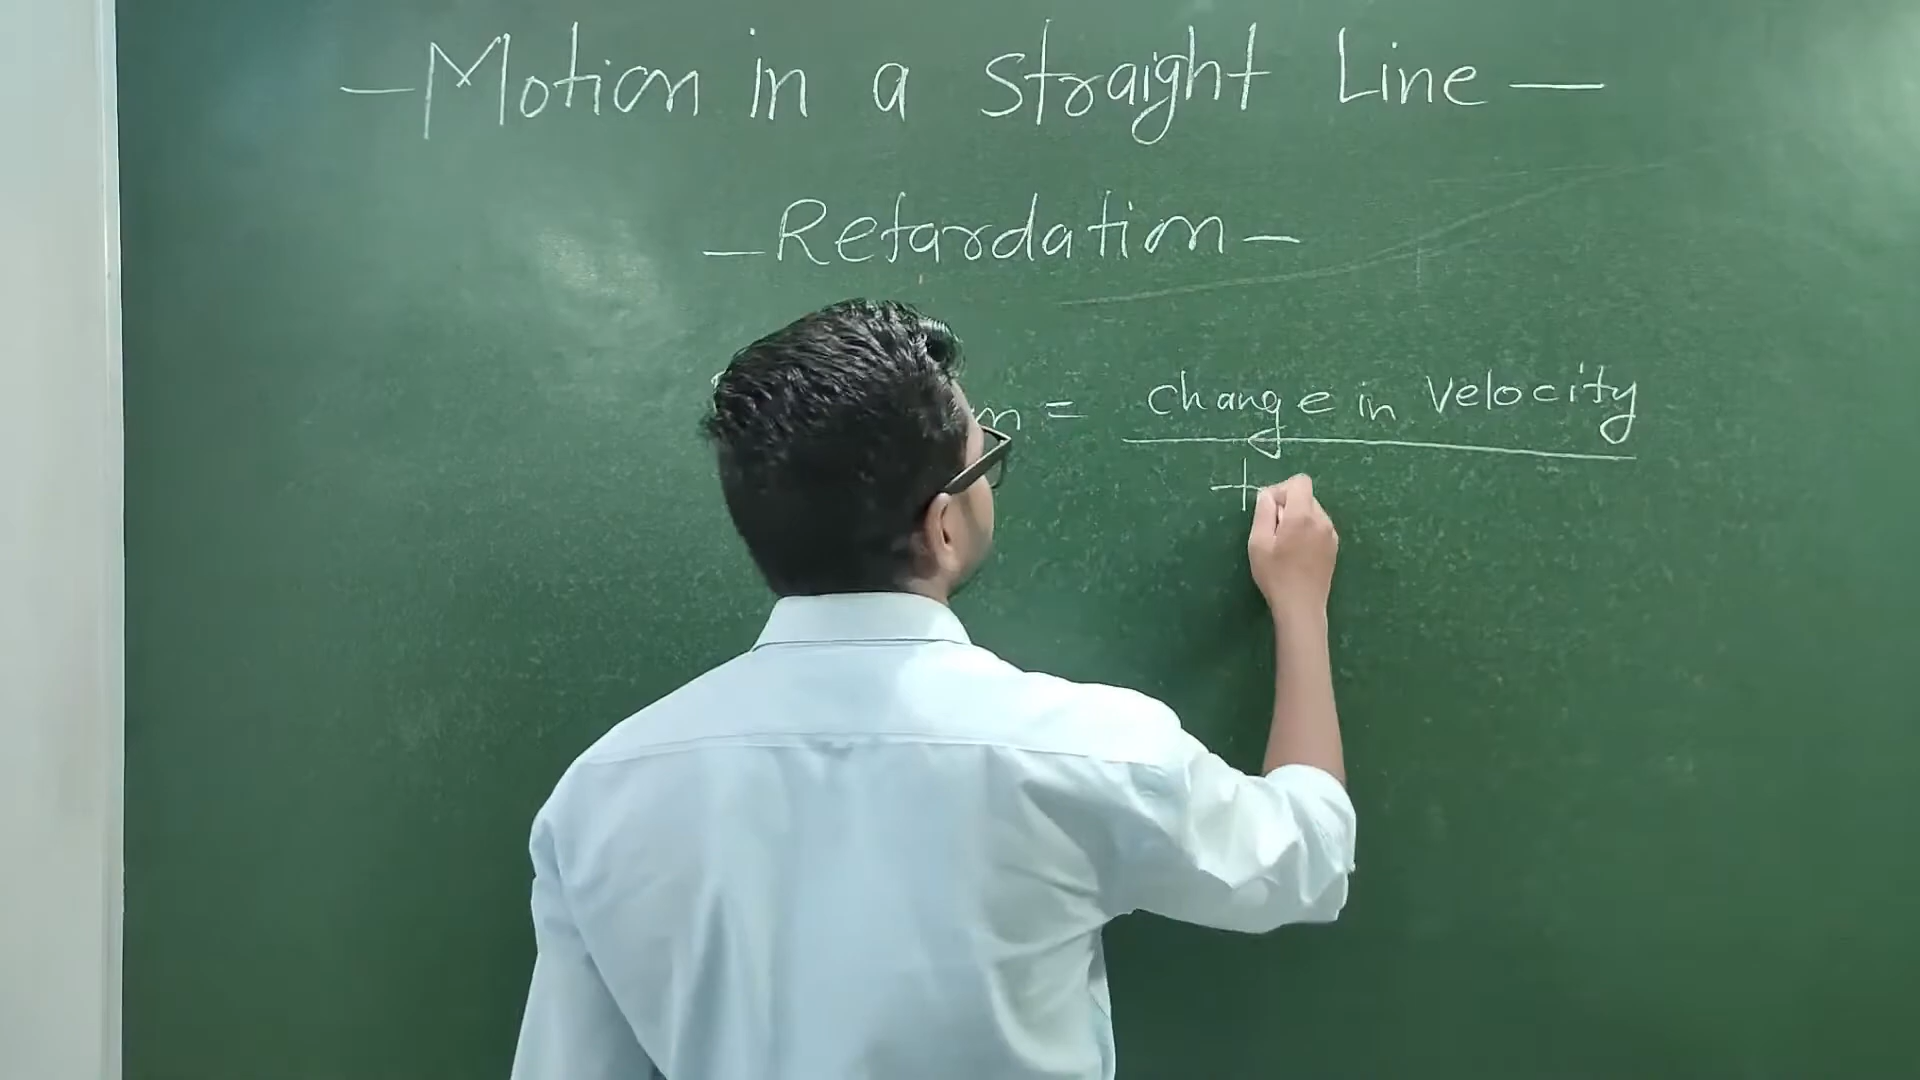 - Motion in a Straight Line -
- Retardation -
= Change in Velocity